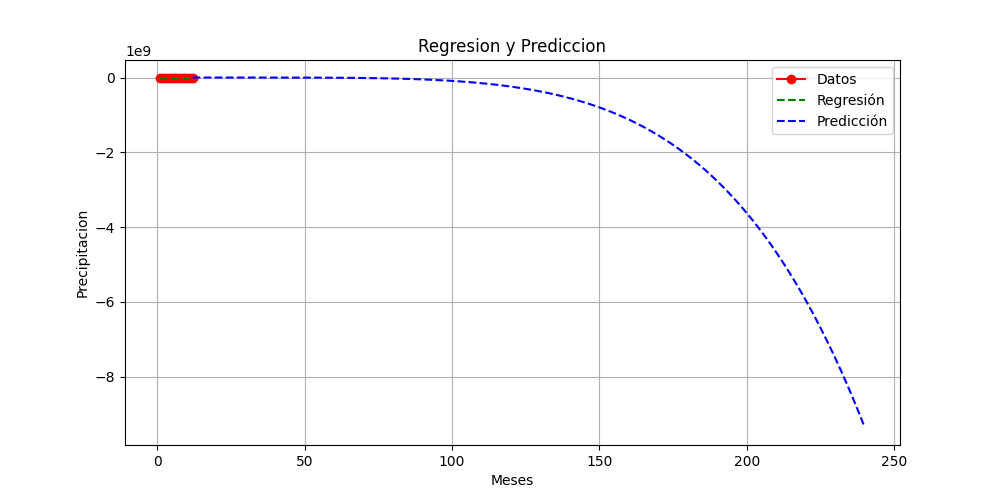 Regresion y Prediccion
1e9
0
−2
−4
−6
−8
Precipitacion
0 50 100 150 200 250
Meses
Datos
Regresión
Predicción